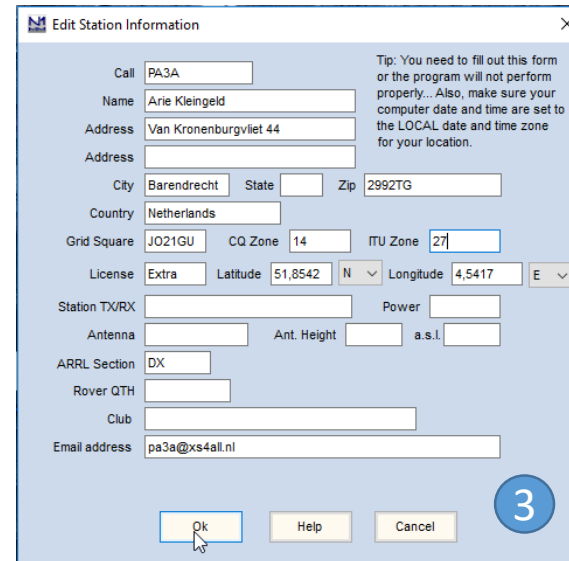 Edit Station Information
Call PA3A
Tip: You need to fill out this form
or the program will not perform
properly... Also, make sure your
computer date and time are set to
the LOCAL date and time zone
for your location.
Name Arie Kleingeld
Address Van Kronenburgvliet 44
Address
City Barendrecht State Zip 2992TG
Country Netherlands
Grid Square JO21GU CQ Zone 14 ITU Zone 27
License Extra Latitude 51,8542 N Longitude 4,5417 E
Station TX/RX Power
Antenna Ant. Height a.s.l.
ARRL Section DX
Rover QTH
Club
Email address pa3a@xs4all.nl
Ok Help Cancel
3